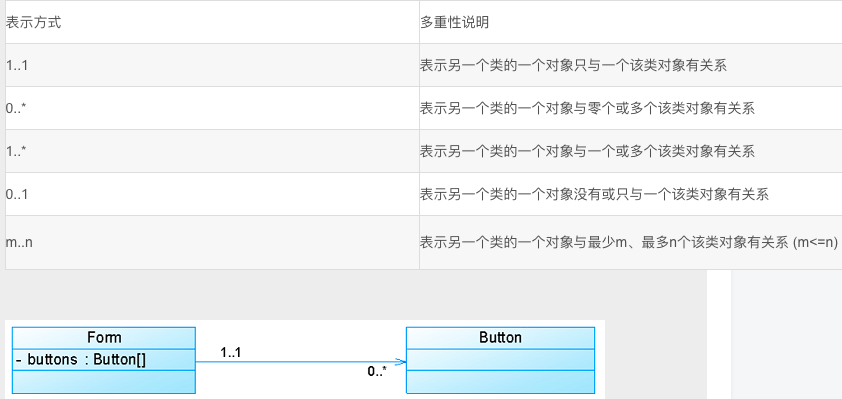 表示方式 多重性说明
1..1 表示另一个类的一个对象只与一个该类对象有关系
0..* 表示另一个类的一个对象与零个或多个该类对象有关系
1..* 表示另一个类的一个对象与一个或多个该类对象有关系
0..1 表示另一个类的一个对象没有或只与一个该类对象有关系
m..n 表示另一个类的一个对象与最少m、最多n个该类对象有关系 (m<=n)
Form
- buttons : Button[]
1..1
0..*
Button